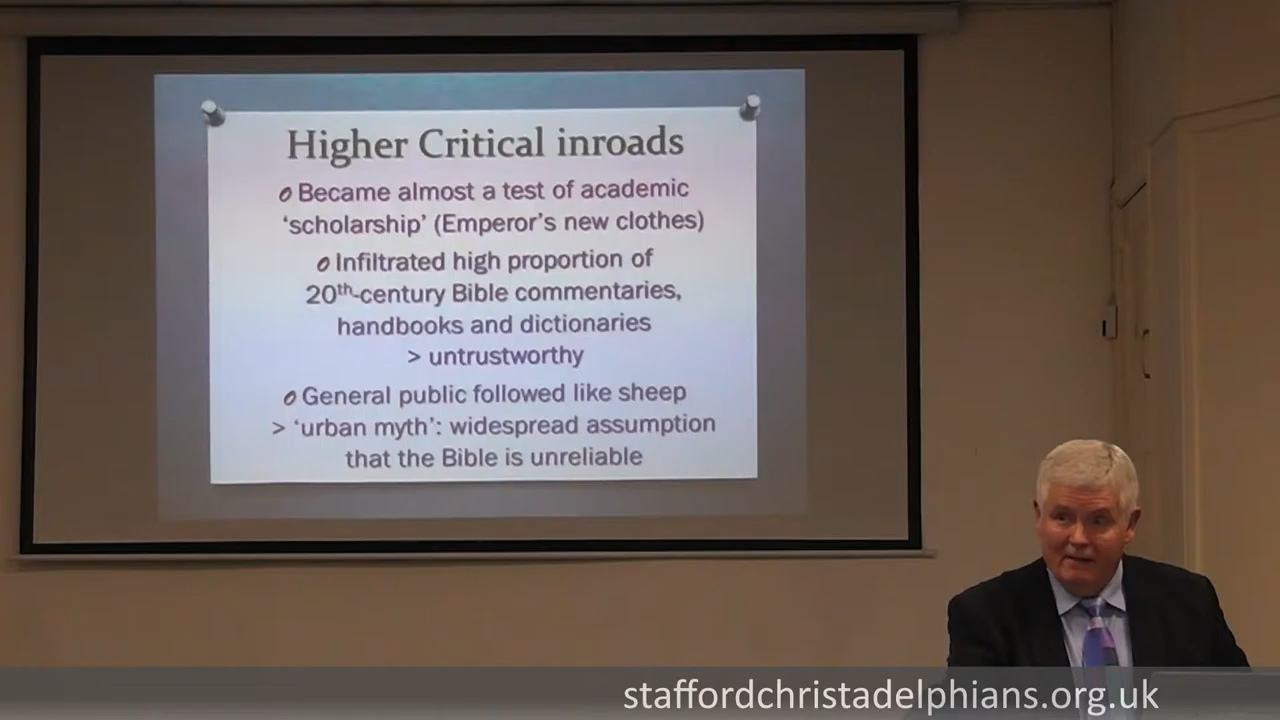 Higher Critical inroads
o Became almost a test of academic
‘scholarship’ (Emperor’s new clothes)
o Infiltrated high proportion of
20th-century Bible commentaries,
handbooks and dictionaries
> untrustworthy
o General public followed like sheep
> ‘urban myth’: widespread assumption
that the Bible is unreliable
staffordchristadelphians.org.uk